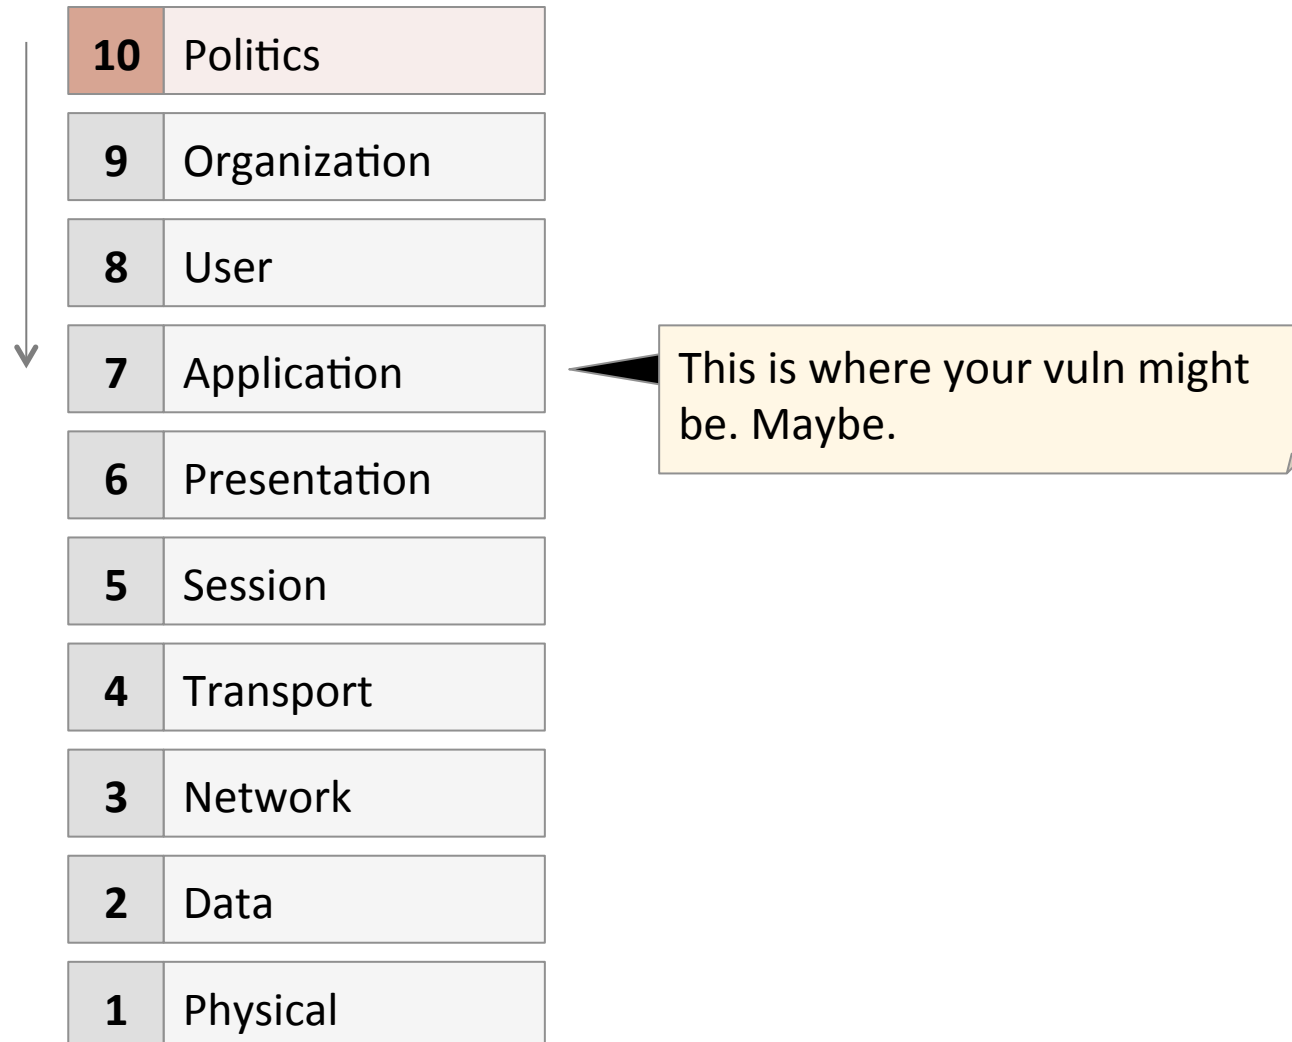 10 Politics
9 Organization
8 User
7 Application
This is where your vuln might
be. Maybe.
6 Presentation
5 Session
4 Transport
3 Network
2 Data
1 Physical